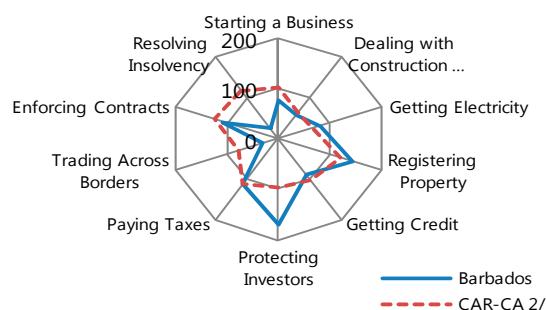 Starting a Business
200
Dealing with
Construction ...
Resolving
Insolvency
100
Enforcing Contracts
Getting Electricity
0
Trading Across
Borders
Registering
Property
Paying Taxes
Getting Credit
Protecting
Investors
Barbados
CAR-CA 2/